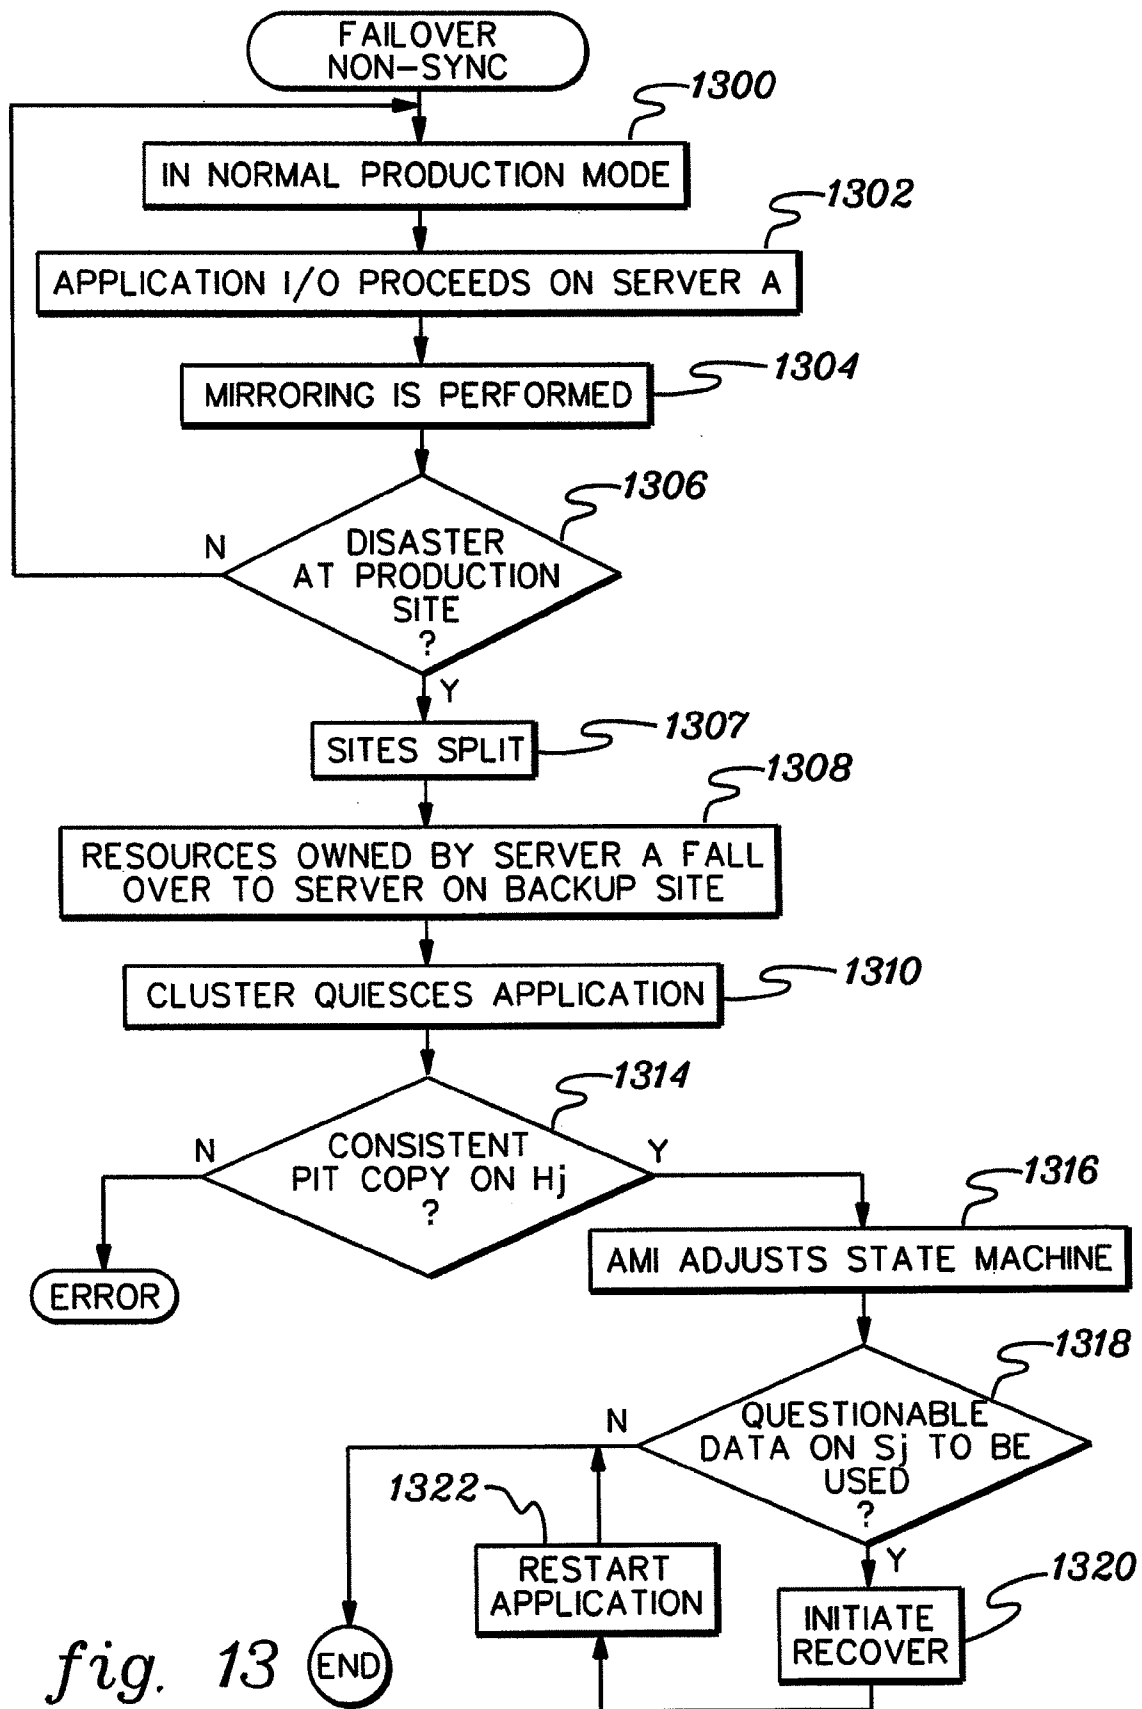 FAILOVER
NON-SYNC
1300
IN NORMAL PRODUCTION MODE
1302
APPLICATION I/O PROCEEDS ON SERVER A
1304
MIRRORING IS PERFORMED
1306
N
DISASTER
AT PRODUCTION
SITE
?
Y
1307
SITES SPLIT
1308
RESOURCES OWNED BY SERVER A FALL
OVER TO SERVER ON BACKUP SITE
1310
CLUSTER QUIESCES APPLICATION
1314
N
CONSISTENT
PIT COPY ON Hj
?
Y
1316
AMI ADJUSTS STATE MACHINE
ERROR
1318
N
QUESTIONABLE
DATA ON Sj TO BE
USED
?
Y
1322
RESTART
APPLICATION
1320
INITIATE
RECOVER
fig. 13
END